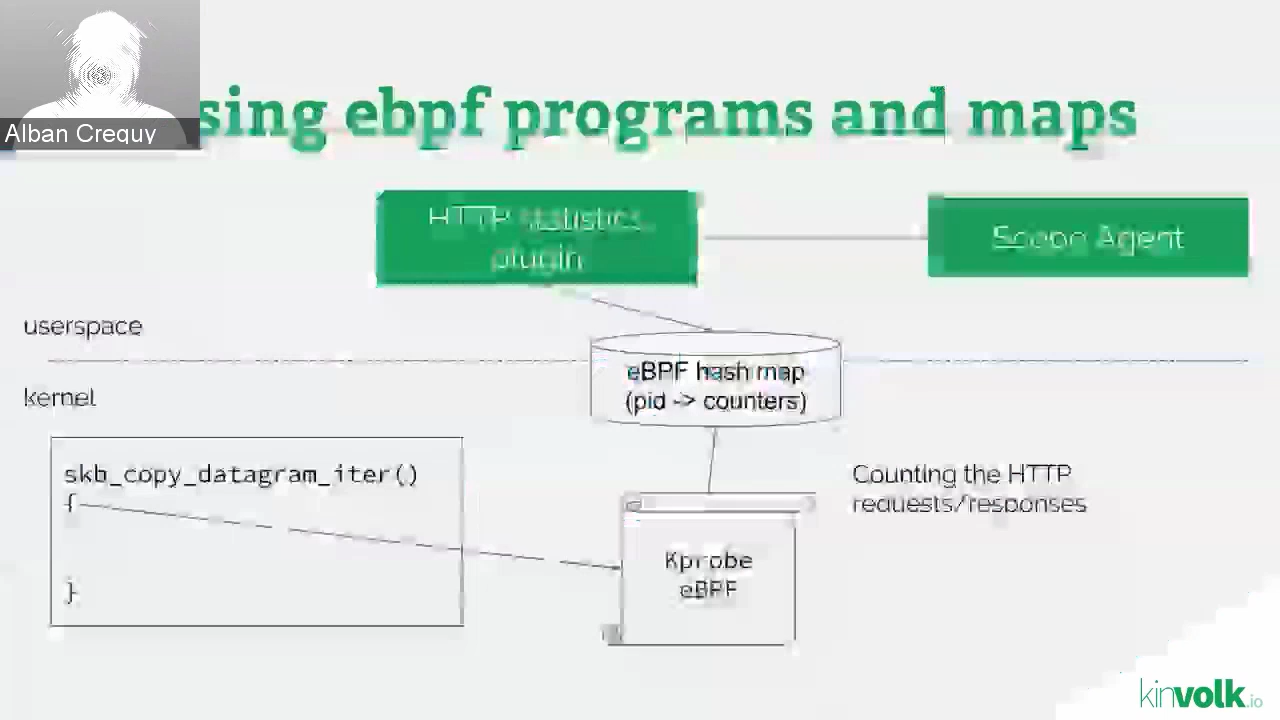 Alban Crequy
sing ebpf programs and maps
HTTP statistics
plugin
Scope Agent
userspace
eBPF hash map
(pid -> counters)
kernel
skb_copy_datagram_iter()
{
}
Counting the HTTP
requests/responses
Kprobe
eBPF
kinvolk.io